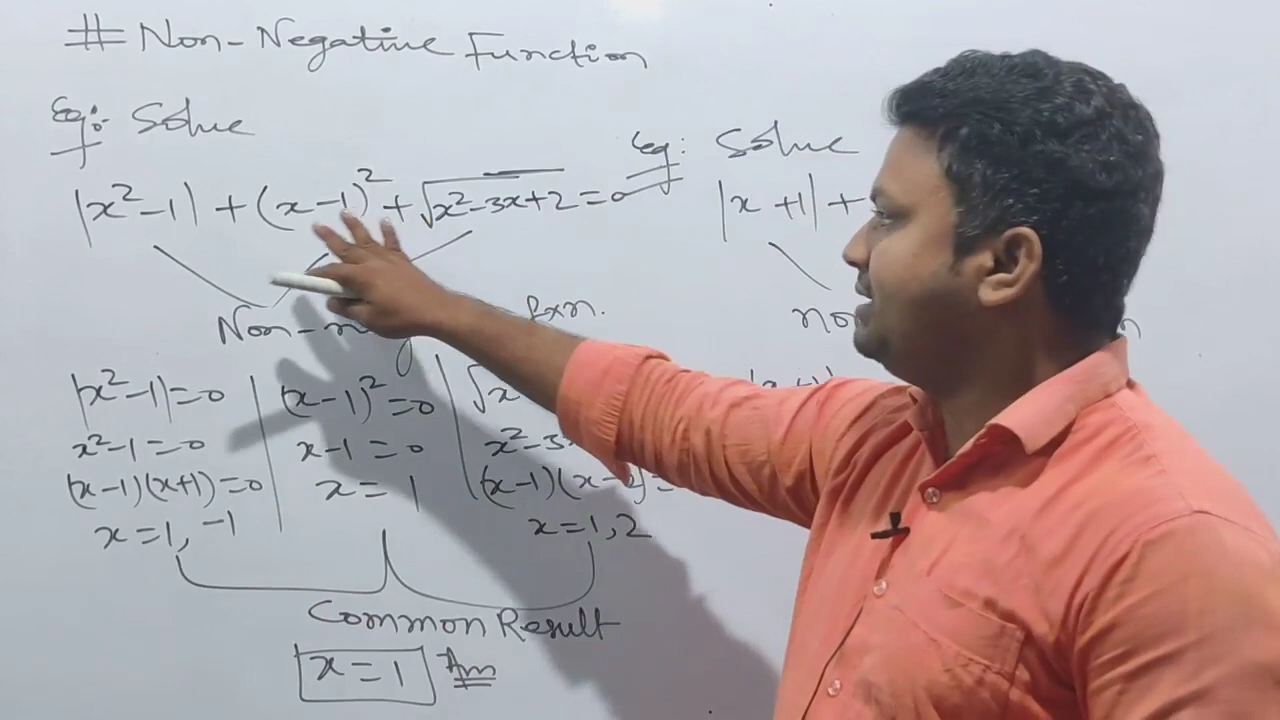 # Non-Negative Function
Eg:- Solve
|x²-1| + (x-1)² + √x²-3x+2 = 0
Non-n
fxn.
|x²-1|=0
x²-1=0
(x-1)(x+1)=0
x=1, -1
(x-1)²=0
x-1=0
x=1
√x
x²-3
(x-1)(x-2)=
x=1,2
Common Result
x=1 Ans
Eg: Solve
|x+1| +
non
n